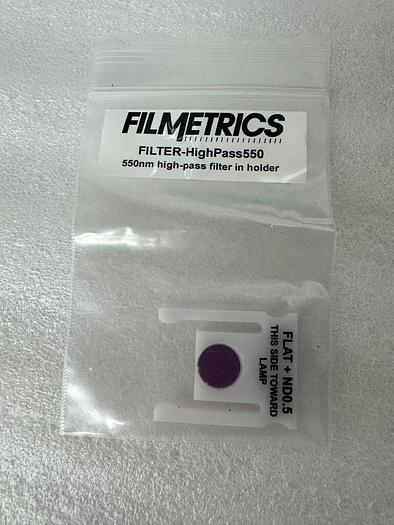 FILMETRICS
FILTER-HighPass550
550nm high-pass filter in holder
FLAT + ND0.5
THIS SIDE TOWARD
LAMP